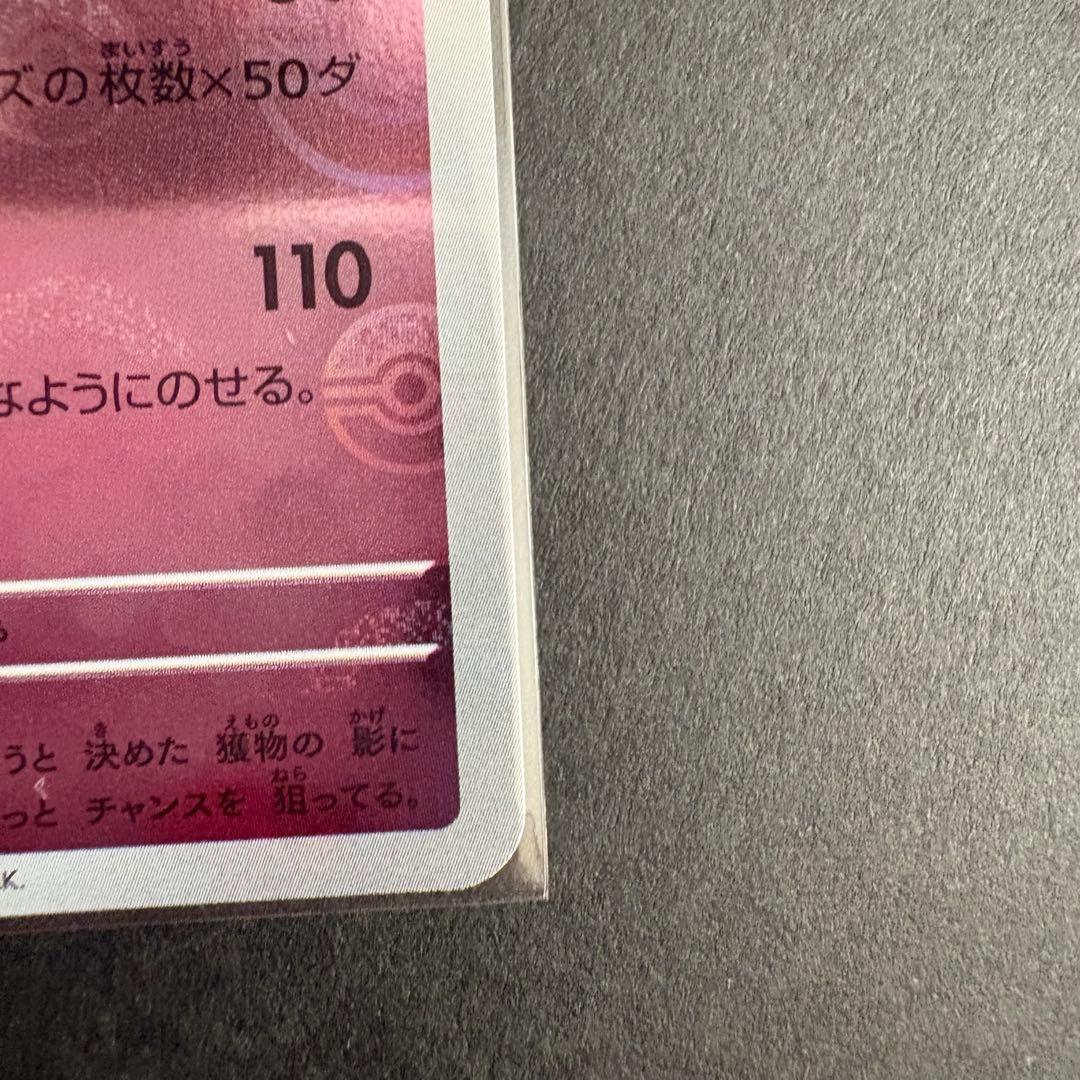 まいすう
ズの枚数×50ダ
110
なようにのせる。
うと 決めた 獲物の 影に
き えもの かげ
っと チャンスを 狙ってる。
ねら
K.